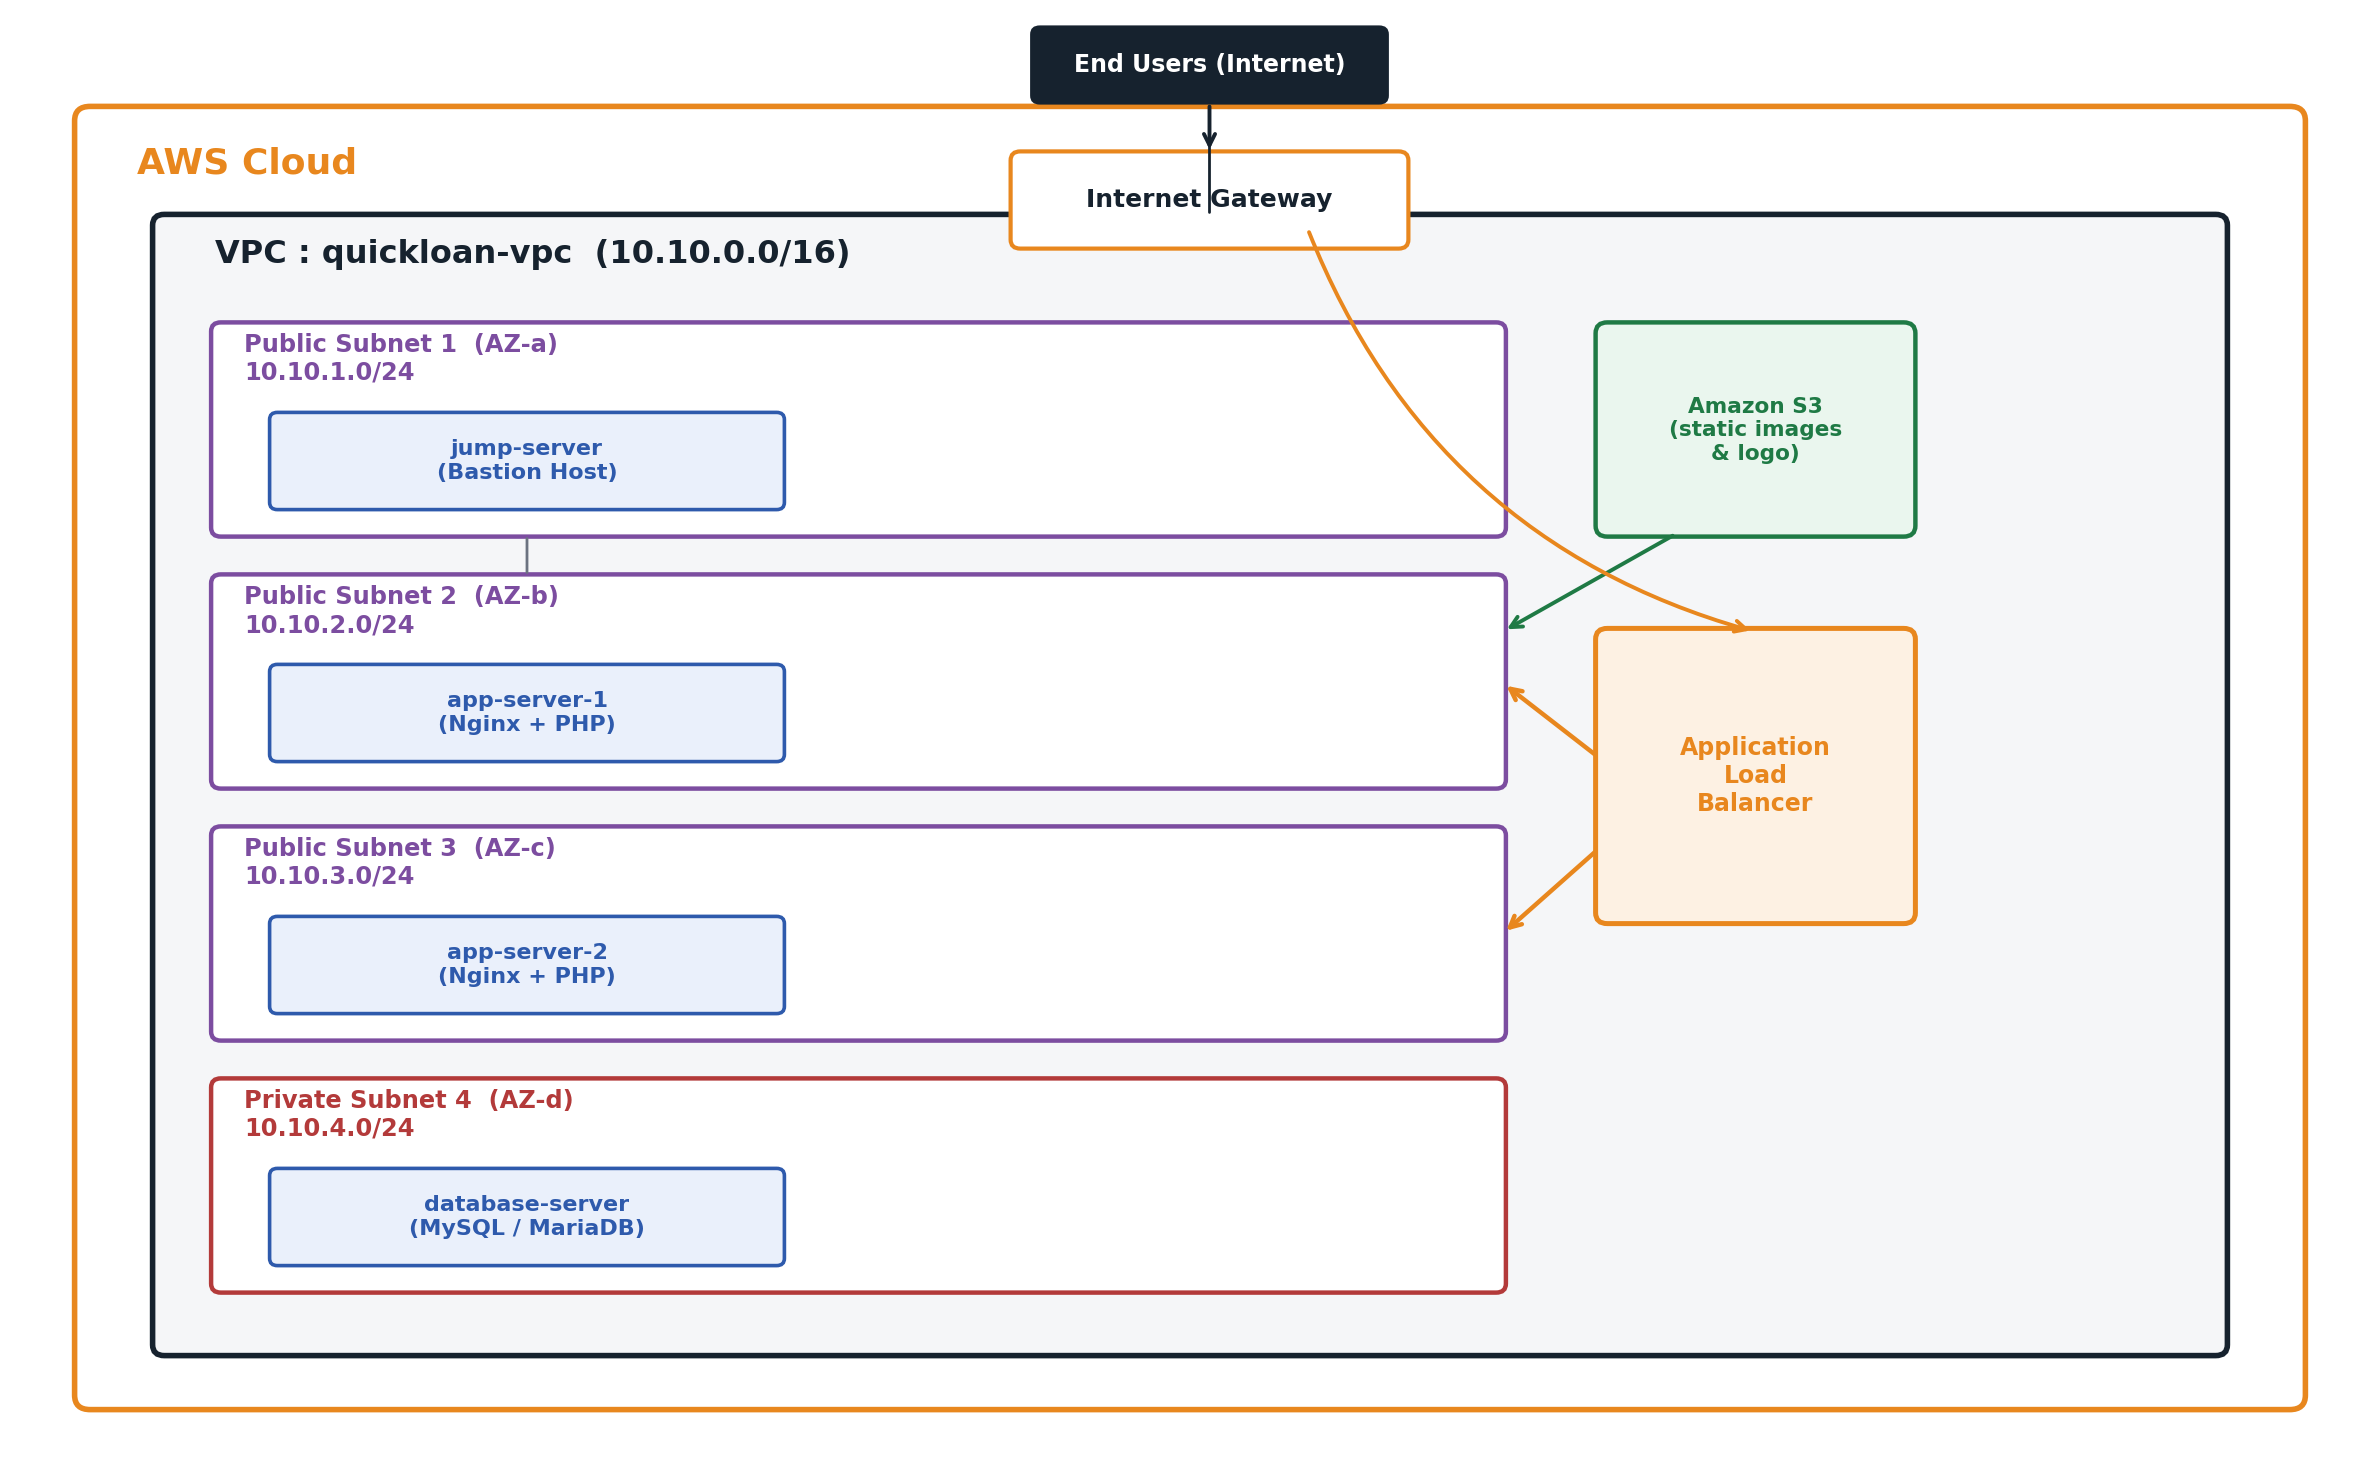 End Users (Internet)
AWS Cloud
Internet Gateway
VPC : quickloan-vpc  (10.10.0.0/16)
Public Subnet 1  (AZ-a)
10.10.1.0/24
jump-server
(Bastion Host)
Amazon S3
(static images
& logo)
Public Subnet 2  (AZ-b)
10.10.2.0/24
app-server-1
(Nginx + PHP)
Application
Load
Balancer
Public Subnet 3  (AZ-c)
10.10.3.0/24
app-server-2
(Nginx + PHP)
Private Subnet 4  (AZ-d)
10.10.4.0/24
database-server
(MySQL / MariaDB)